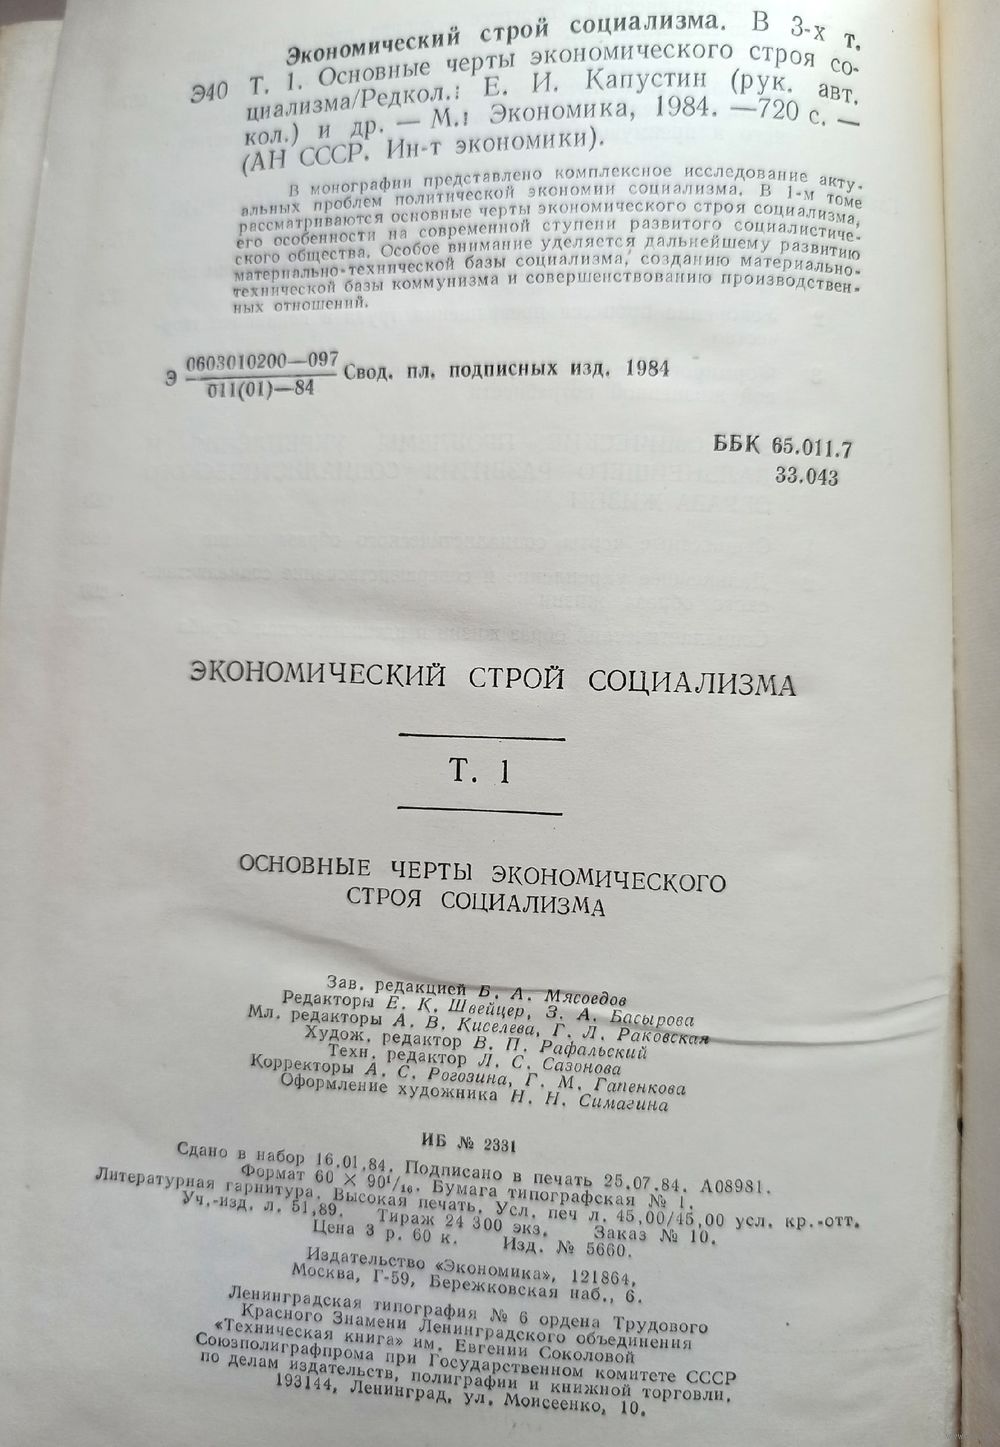 Экономический строй социализма. В 3-х т.
Э40 Т. 1. Основные черты экономического строя со-
циализма/Редкол.: Е. И. Капустин (рук. авт.
кол.) и др. — М.: Экономика, 1984. —720 с. —
(АН СССР. Ин-т экономики).
В монографии представлено комплексное исследование акту-
альных проблем политической экономии социализма. В 1-м томе
рассматриваются основные черты экономического строя социализма,
его особенности на современной ступени развитого социалистиче-
ского общества. Особое внимание уделяется дальнейшему развитию
материально-технической базы социализма, созданию материально-
технической базы коммунизма и совершенствованию производствен-
ных отношений.
0603010200—097
Э Свод. пл. подписных изд. 1984
011(01)—84
ББК 65.011.7
33.043
ЭКОНОМИЧЕСКИЙ СТРОЙ СОЦИАЛИЗМА
Т. 1
ОСНОВНЫЕ ЧЕРТЫ ЭКОНОМИЧЕСКОГО
СТРОЯ СОЦИАЛИЗМА
Зав. редакцией Б. А. Мясоедов
Редакторы Е. К. Швейцер, З. А. Басырова
Мл. редакторы А. В. Киселева, Г. Л. Раковская
Худож. редактор В. П. Рафальский
Техн. редактор Л. С. Сазонова
Корректоры А. С. Рогозина, Г. М. Гапенкова
Оформление художника Н. Н. Симагина
ИБ № 2331
Сдано в набор 16.01.84. Подписано в печать 25.07.84. А08981.
Формат 60 × 90¹/₁₆. Бумага типографская № 1.
Литературная гарнитура. Высокая печать. Усл. печ л. 45,00/45,00 усл. кр.-отт.
Уч.-изд. л. 51,89. Тираж 24 300 экз. Заказ № 10.
Цена 3 р. 60 к. Изд. № 5660.
Издательство «Экономика», 121864,
Москва, Г-59, Бережковская наб., 6.
Ленинградская типография № 6 ордена Трудового
Красного Знамени Ленинградского объединения
«Техническая книга» им. Евгении Соколовой
Союзполиграфпрома при Государственном комитете СССР
по делам издательств, полиграфии и книжной торговли.
193144, Ленинград, ул. Моисеенко, 10.